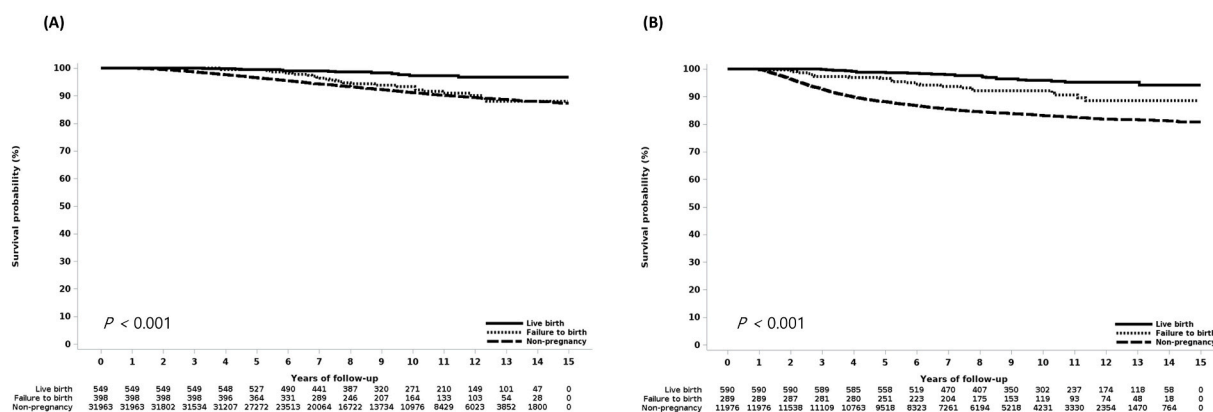 (A)
Survival probability (%)
100
90
80
70
60
50
40
30
20
10
0
P < 0.001
Live birth
Failure to birth
Non-pregnancy
0 1 2 3 4 5 6 7 8 9 10 11 12 13 14 15
Years of follow-up
Live birth 549 549 549 549 548 527 490 441 387 320 271 210 149 101 47 0
Failure to birth 398 398 398 398 396 364 331 289 246 207 164 133 103 54 28 0
Non-pregnancy 31963 31963 31802 31534 31207 27272 23513 20064 16722 13734 10976 8429 6023 3852 1800 0
(B)
Survival probability (%)
100
90
80
70
60
50
40
30
20
10
0
P < 0.001
Live birth
Failure to birth
Non-pregnancy
0 1 2 3 4 5 6 7 8 9 10 11 12 13 14 15
Years of follow-up
Live birth 590 590 590 589 585 558 519 470 407 350 302 237 174 118 58 0
Failure to birth 289 289 287 281 280 251 223 204 175 153 119 93 74 48 18 0
Non-pregnancy 11976 11976 11538 11109 10763 9518 8323 7261 6194 5218 4231 3330 2354 1470 764 0